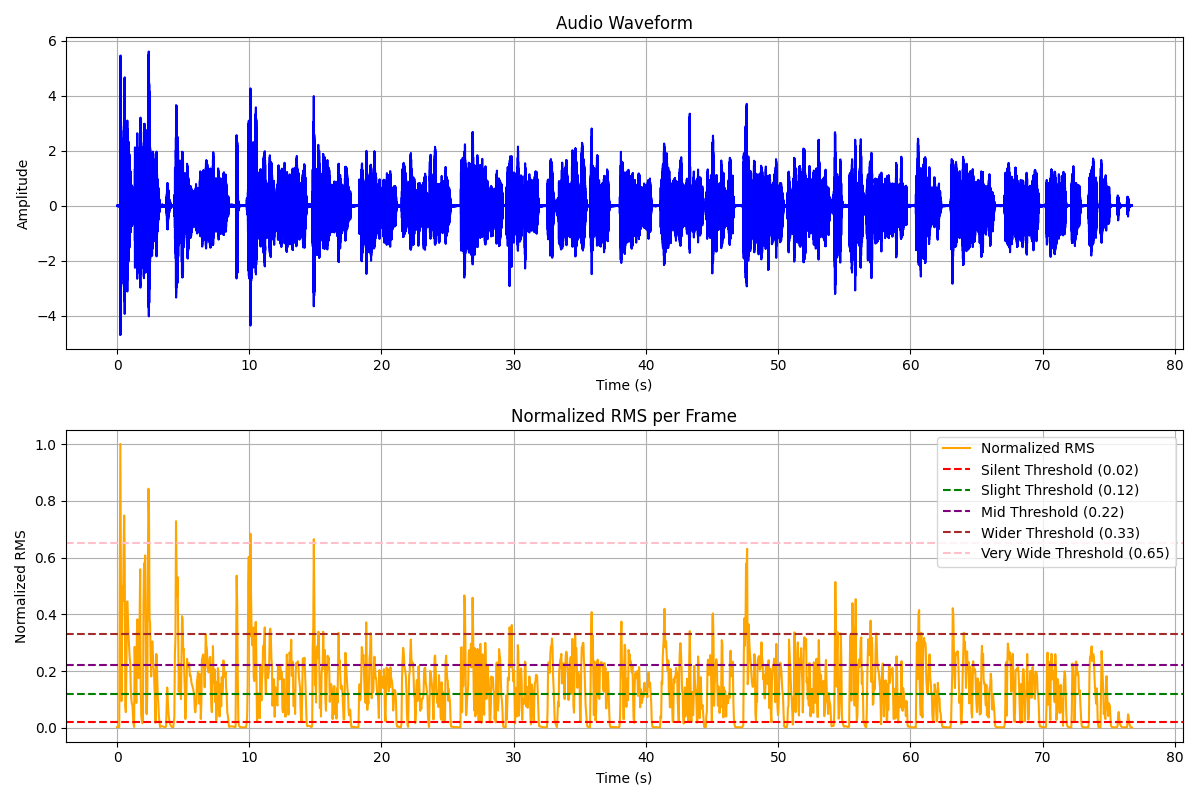 Audio Waveform
6
4
2
0
−2
−4
Amplitude
0 10 20 30 40 50 60 70 80
Time (s)
Normalized RMS per Frame
1.0
0.8
0.6
0.4
0.2
0.0
Normalized RMS
Normalized RMS
Silent Threshold (0.02)
Slight Threshold (0.12)
Mid Threshold (0.22)
Wider Threshold (0.33)
Very Wide Threshold (0.65)
0 10 20 30 40 50 60 70 80
Time (s)